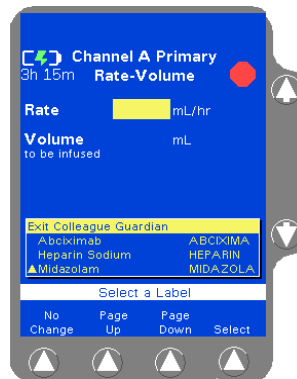 Channel A Primary
3h 15m Rate-Volume
Rate mL/hr
Volume mL
to be infused
Exit Colleague Guardian
Abciximab ABCIXIMA
Heparin Sodium HEPARIN
Midazolam MIDAZOLA
Select a Label
No Change Page Up Page Down Select